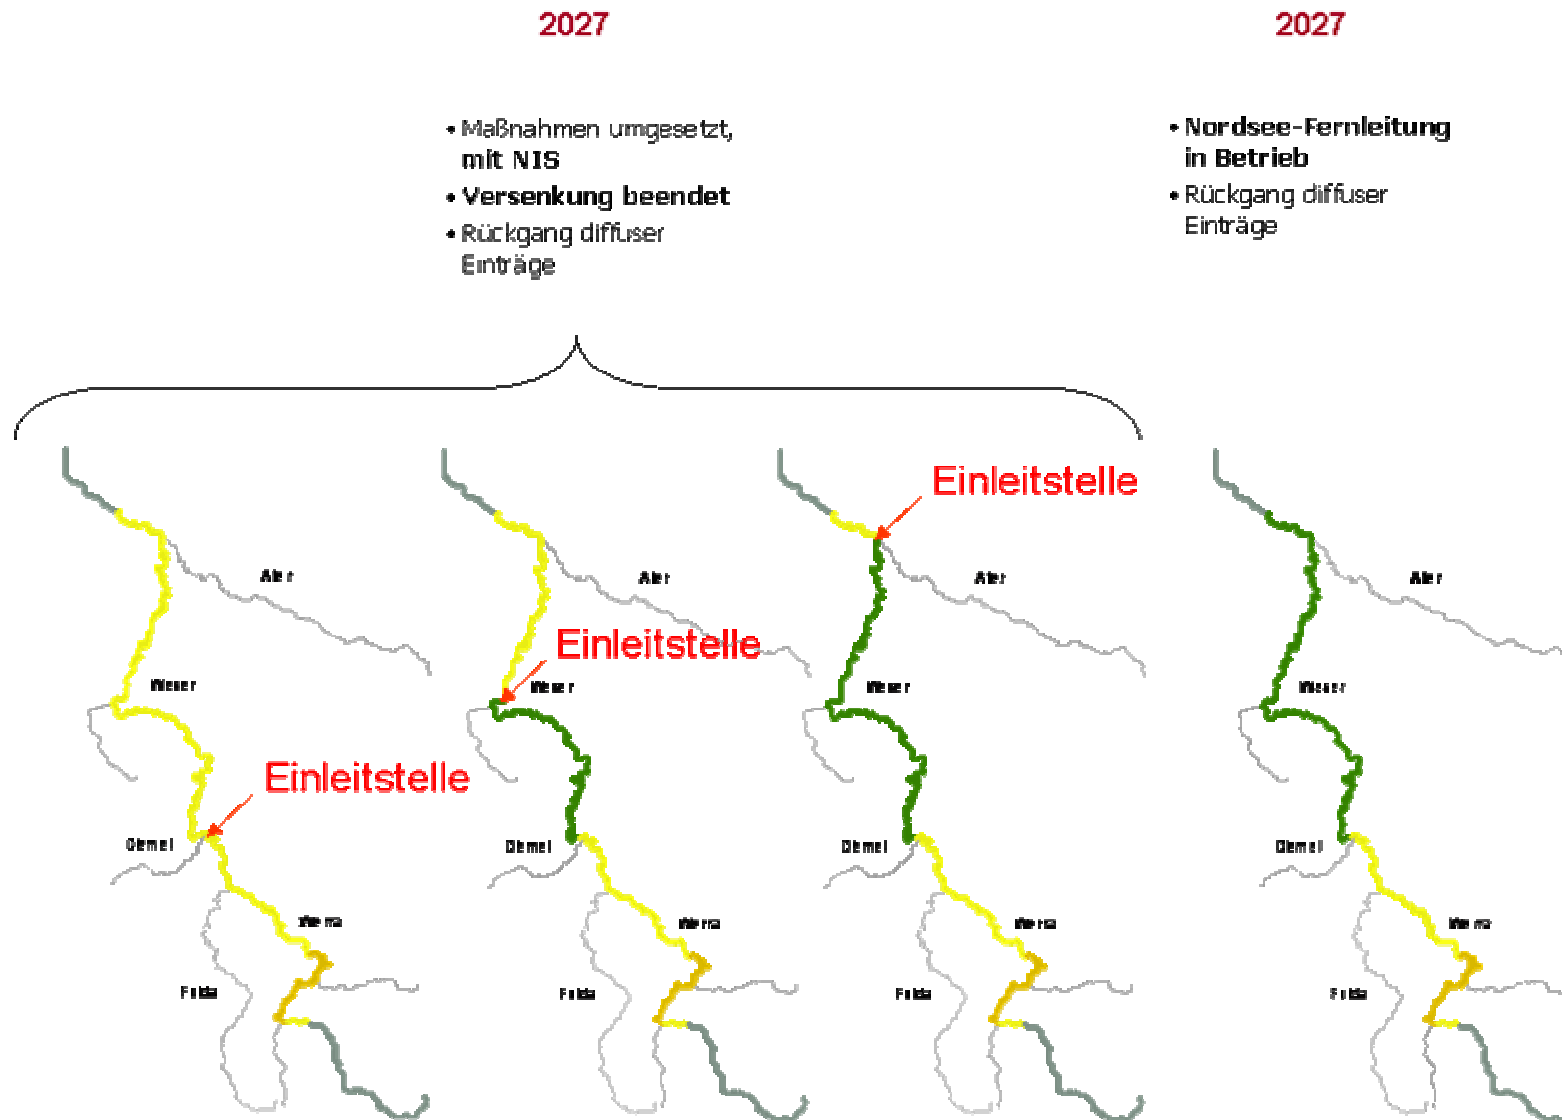 2027
2027
• Maßnahmen umgesetzt,
mit NIS
• Versenkung beendet
• Rückgang diffuser
Einträge
• Nordsee-Fernleitung
in Betrieb
• Rückgang diffuser
Einträge
Einleitstelle
Aller
Aller
Aller
Aller
Einleitstelle
Weser
Weser
Weser
Weser
Einleitstelle
Diemel
Diemel
Diemel
Diemel
Werra
Werra
Werra
Werra
Fulda
Fulda
Fulda
Fulda